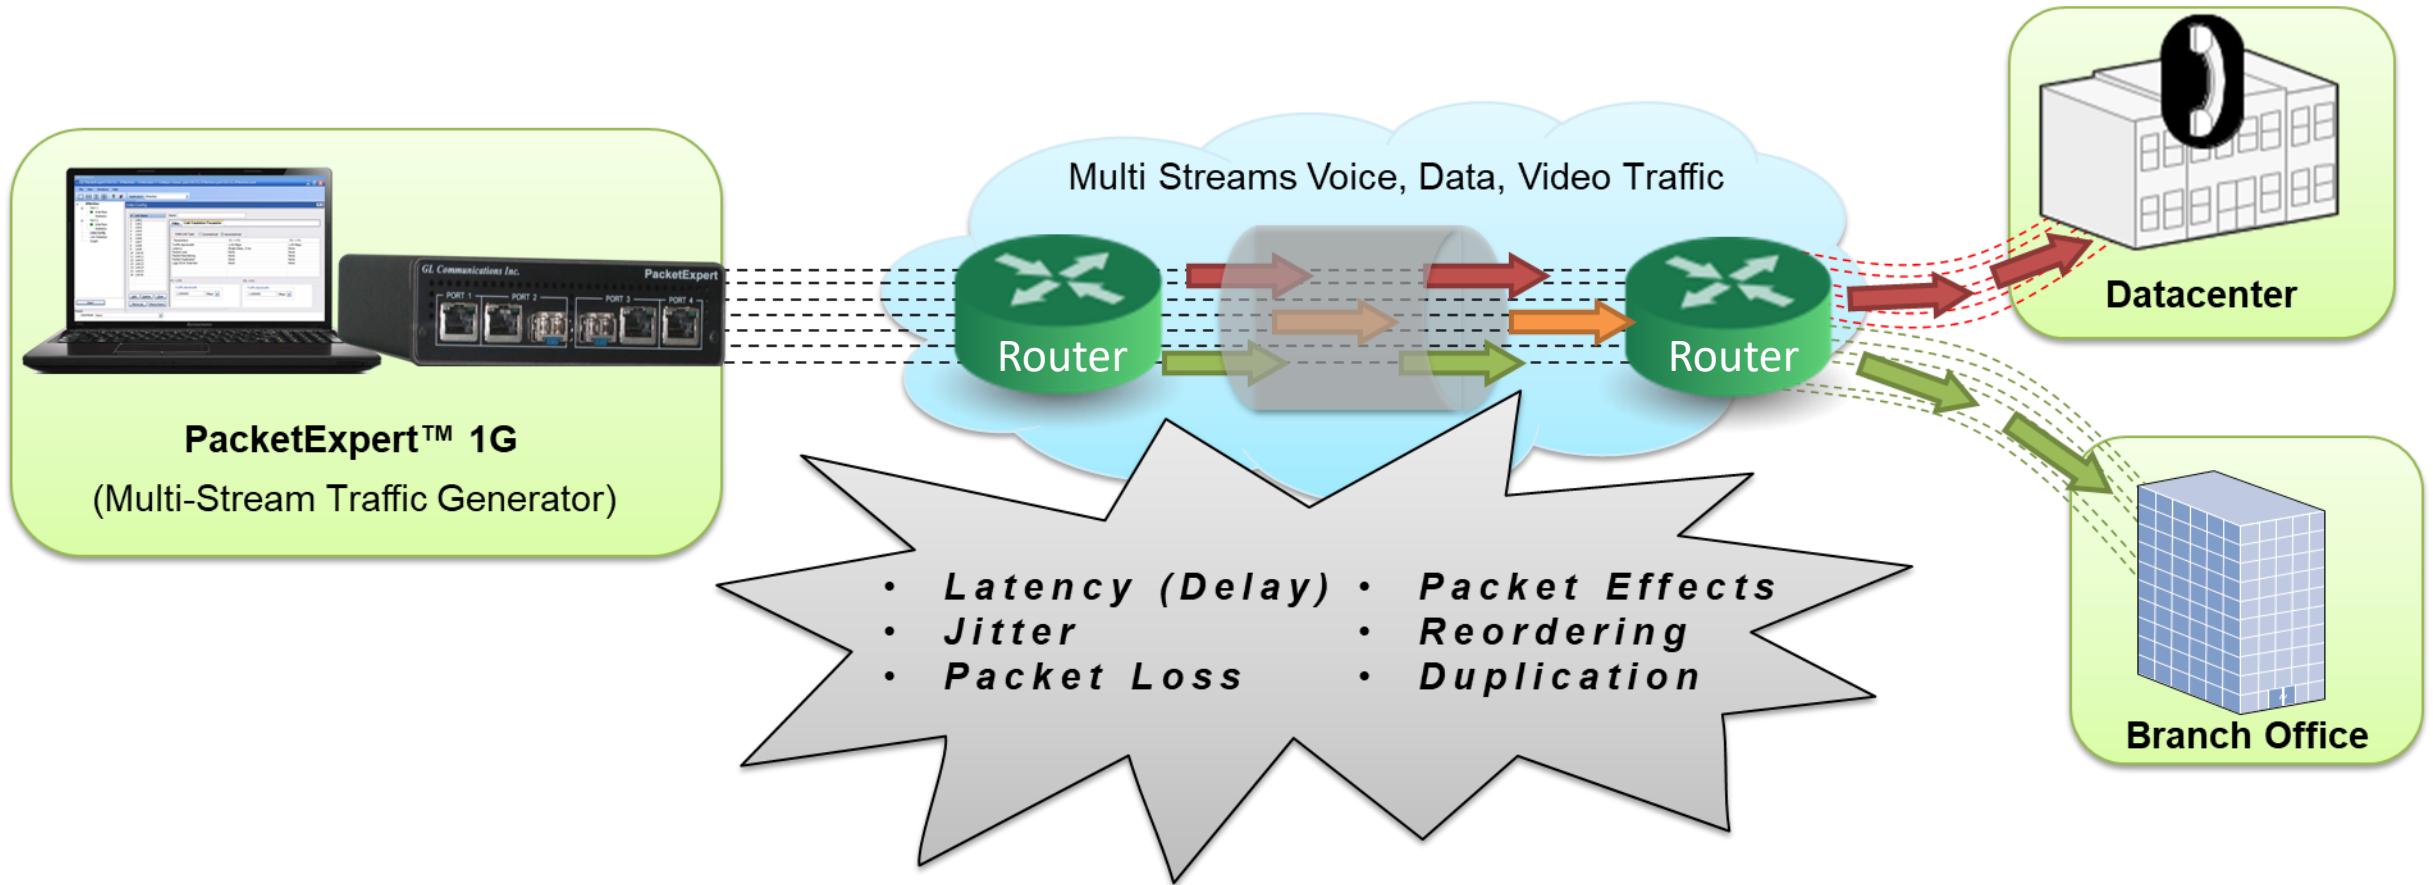 GL Communications Inc.
PacketExpert
PORT 1
PORT 2
PORT 3
PORT 4
PacketExpert™ 1G
(Multi-Stream Traffic Generator)
Multi Streams Voice, Data, Video Traffic
Router
Router
Datacenter
Branch Office
• Latency (Delay)
• Jitter
• Packet Loss
• Packet Effects
• Reordering
• Duplication